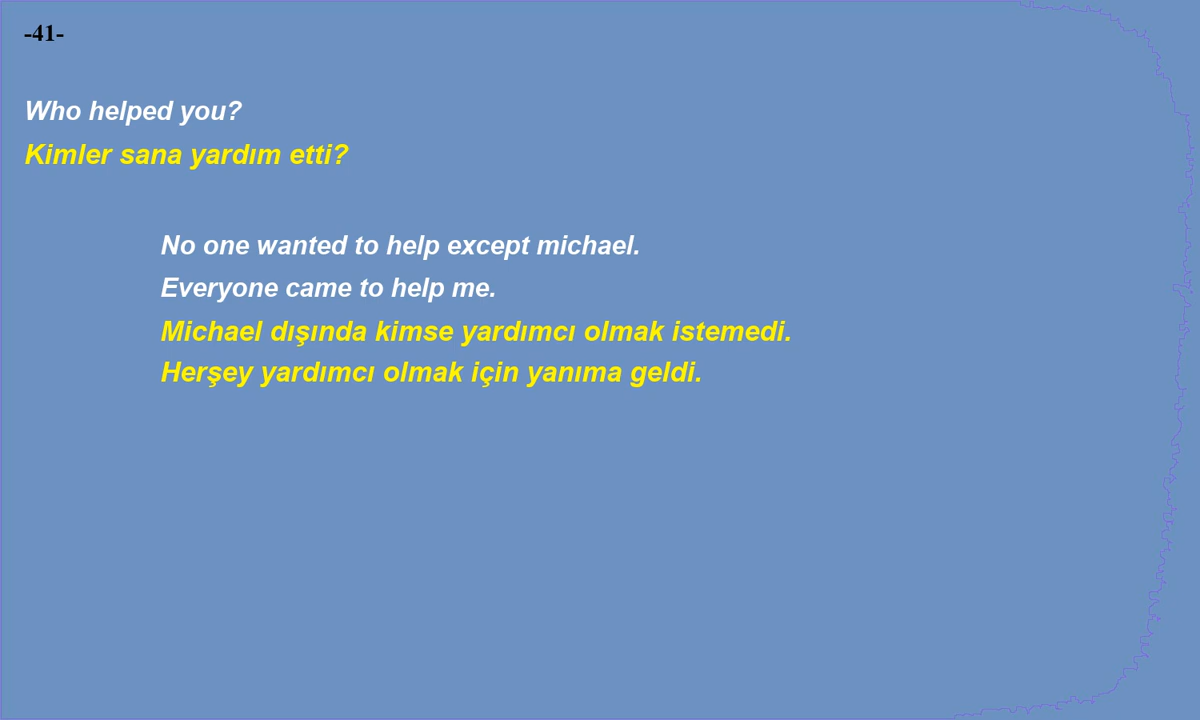 -41-
Who helped you?
Kimler sana yardım etti?
No one wanted to help except michael.
Everyone came to help me.
Michael dışında kimse yardımcı olmak istemedi.
Herşey yardımcı olmak için yanıma geldi.